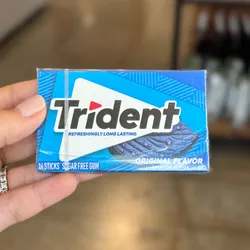 Trident
REFRESHINGLY LONG LASTING
ORIGINAL FLAVOR
14 STICKS SUGAR FREE GUM